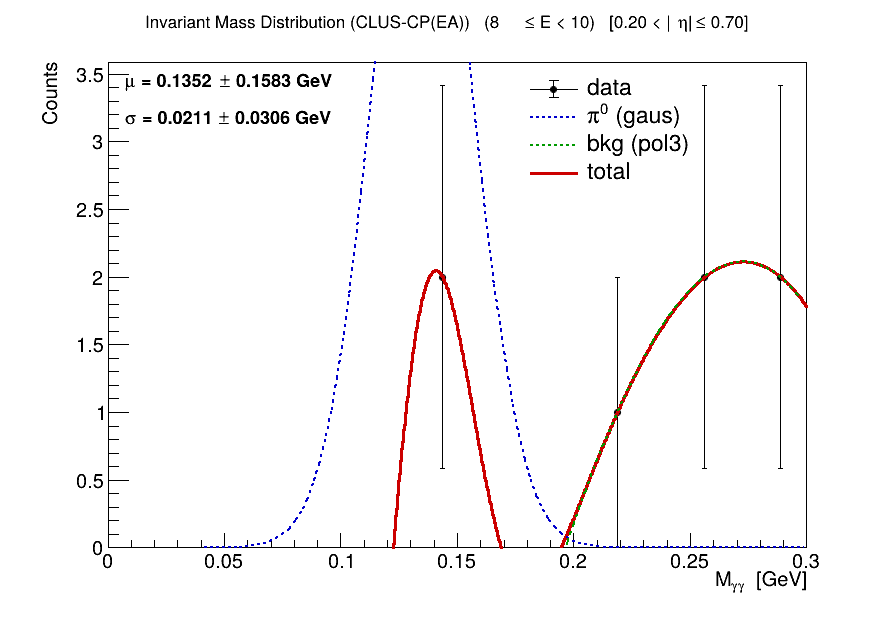 Invariant Mass Distribution (CLUS-CP(EA)) (8 ≤ E < 10) [0.20 < | η| ≤ 0.70]
Counts
μ = 0.1352 ± 0.1583 GeV
σ = 0.0211 ± 0.0306 GeV
data
π⁰ (gaus)
bkg (pol3)
total
3.5
3
2.5
2
1.5
1
0.5
0
0 0.05 0.1 0.15 0.2 0.25 0.3
M_γγ [GeV]